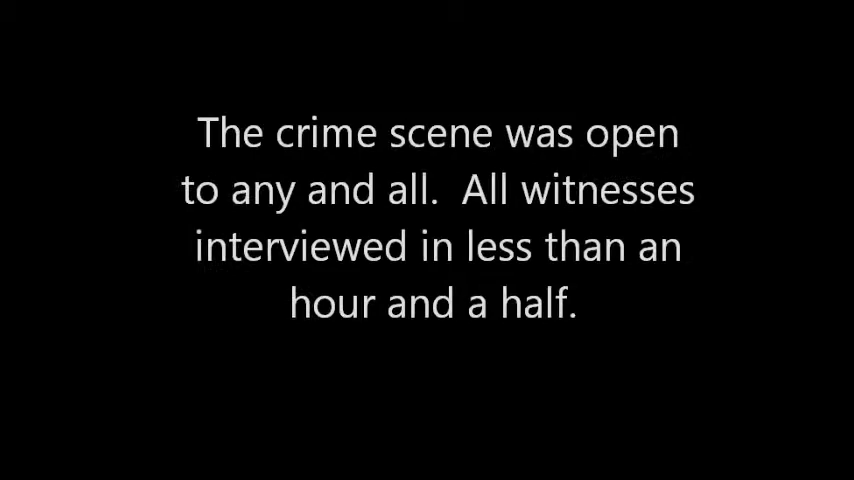 The crime scene was open
to any and all.  All witnesses
interviewed in less than an
hour and a half.